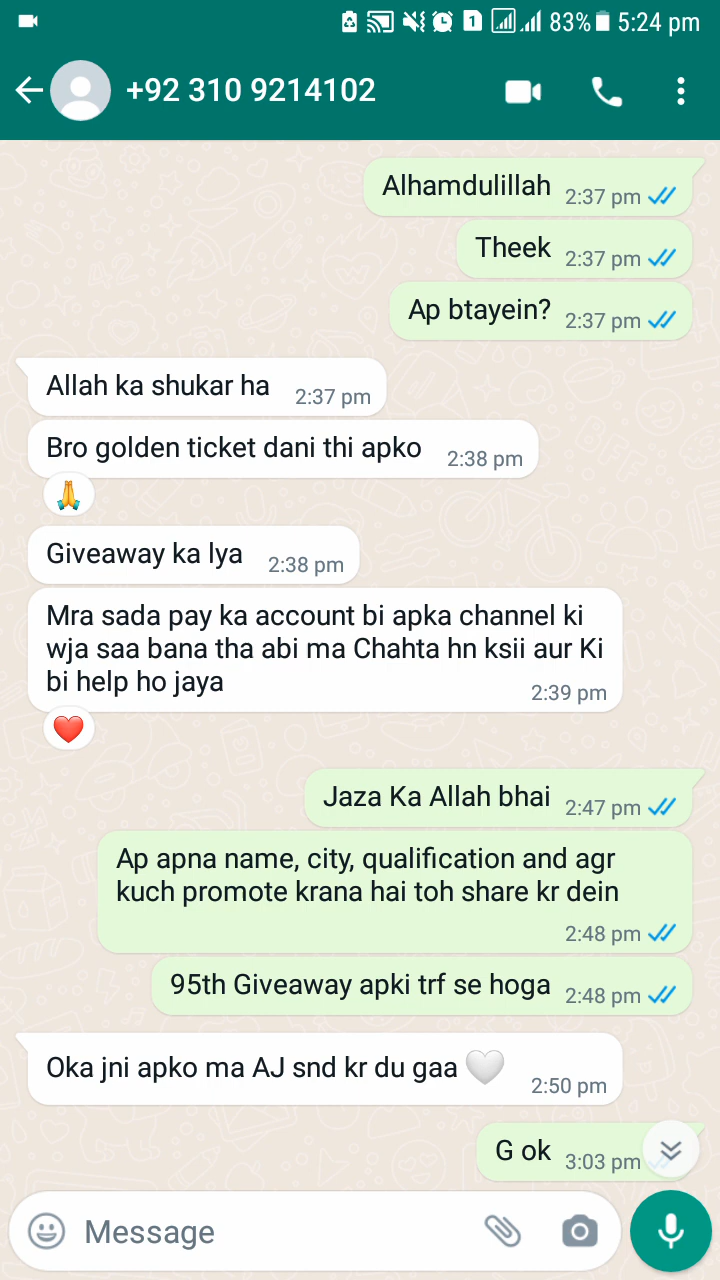 83% 5:24 pm
+92 310 9214102
Alhamdulillah 2:37 pm
Theek 2:37 pm
Ap btayein? 2:37 pm
Allah ka shukar ha 2:37 pm
Bro golden ticket dani thi apko 2:38 pm
Giveaway ka lya 2:38 pm
Mra sada pay ka account bi apka channel ki
wja saa bana tha abi ma Chahta hn ksii aur Ki
bi help ho jaya 2:39 pm
Jaza Ka Allah bhai 2:47 pm
Ap apna name, city, qualification and agr
kuch promote krana hai toh share kr dein
2:48 pm
95th Giveaway apki trf se hoga 2:48 pm
Oka jni apko ma AJ snd kr du gaa 🤍 2:50 pm
G ok 3:03 pm
Message